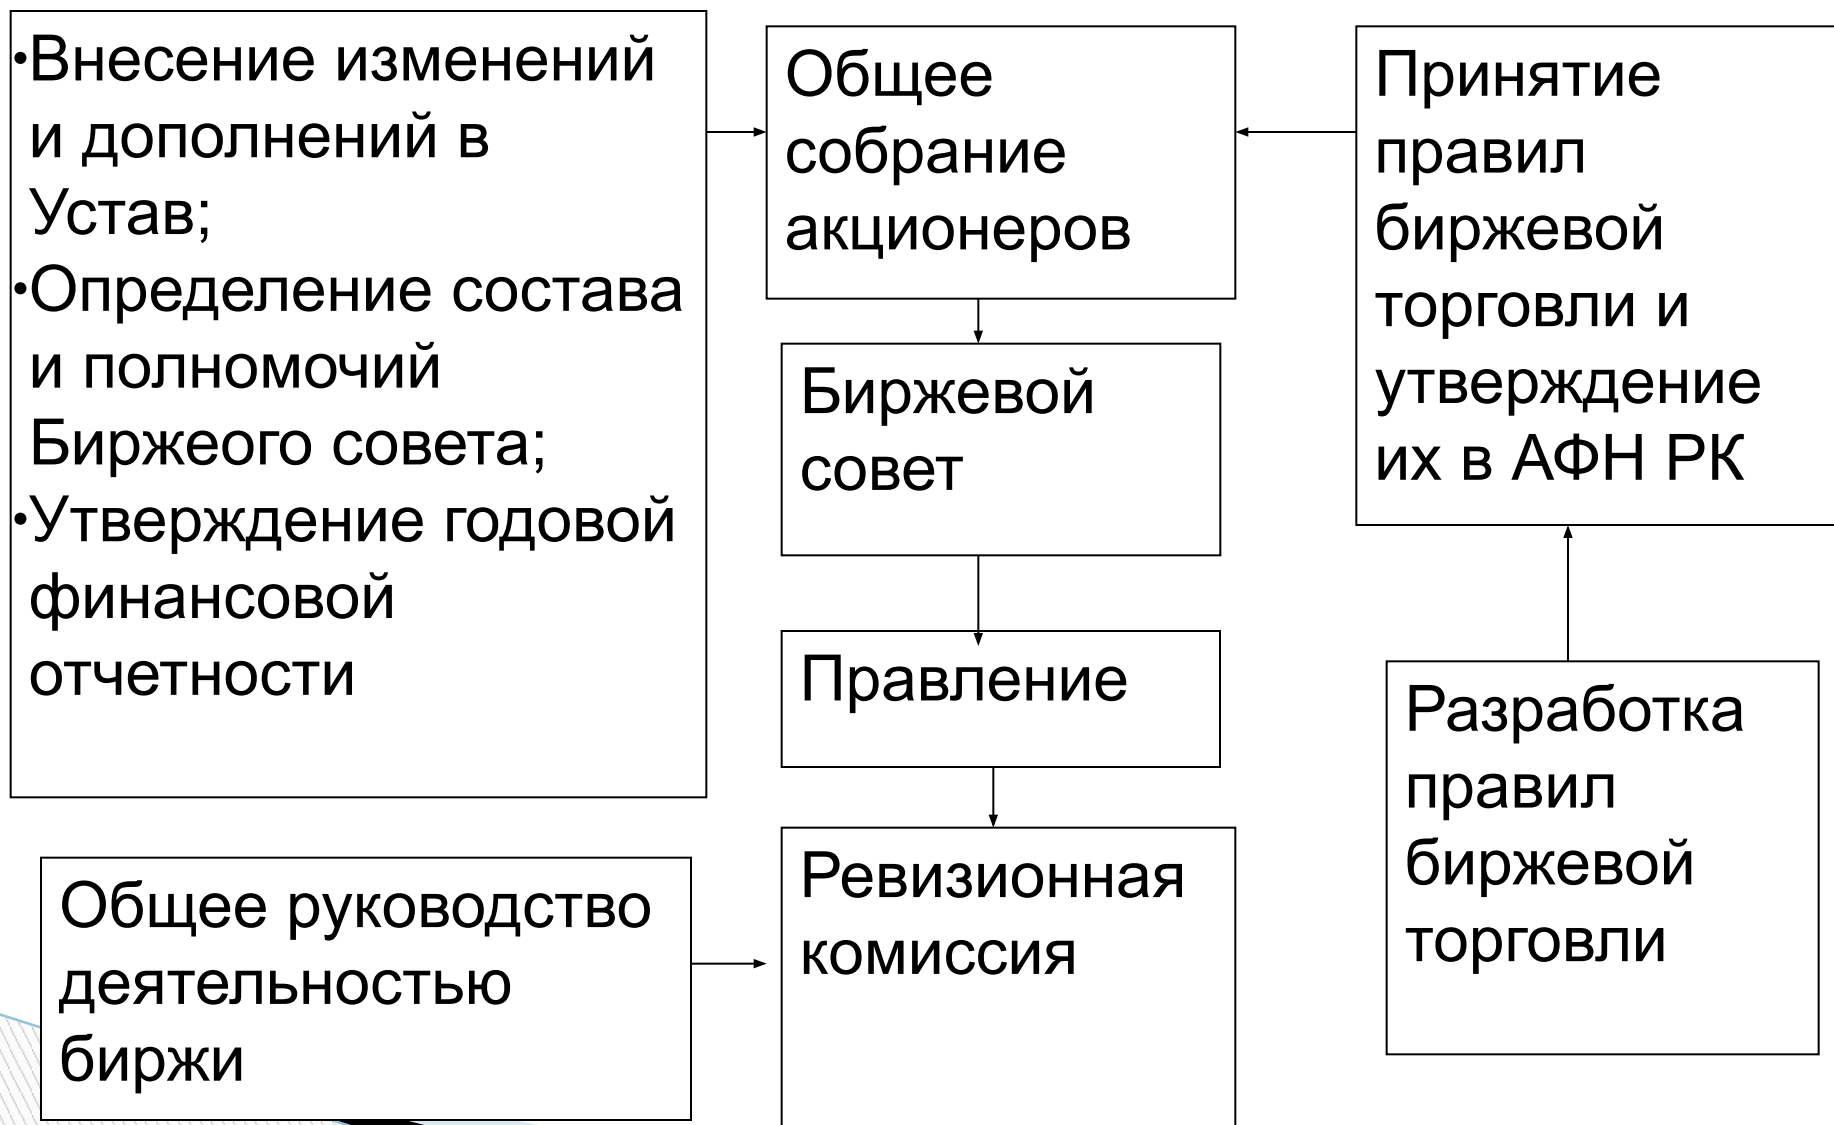 •Внесение изменений
и дополнений в
Устав;
•Определение состава
и полномочий
Биржеого совета;
•Утверждение годовой
финансовой
отчетности
Общее
собрание
акционеров
Принятие
правил
биржевой
торговли и
утверждение
их в АФН РК
Биржевой
совет
Правление
Разработка
правил
биржевой
торговли
Общее руководство
деятельностью
биржи
Ревизионная
комиссия